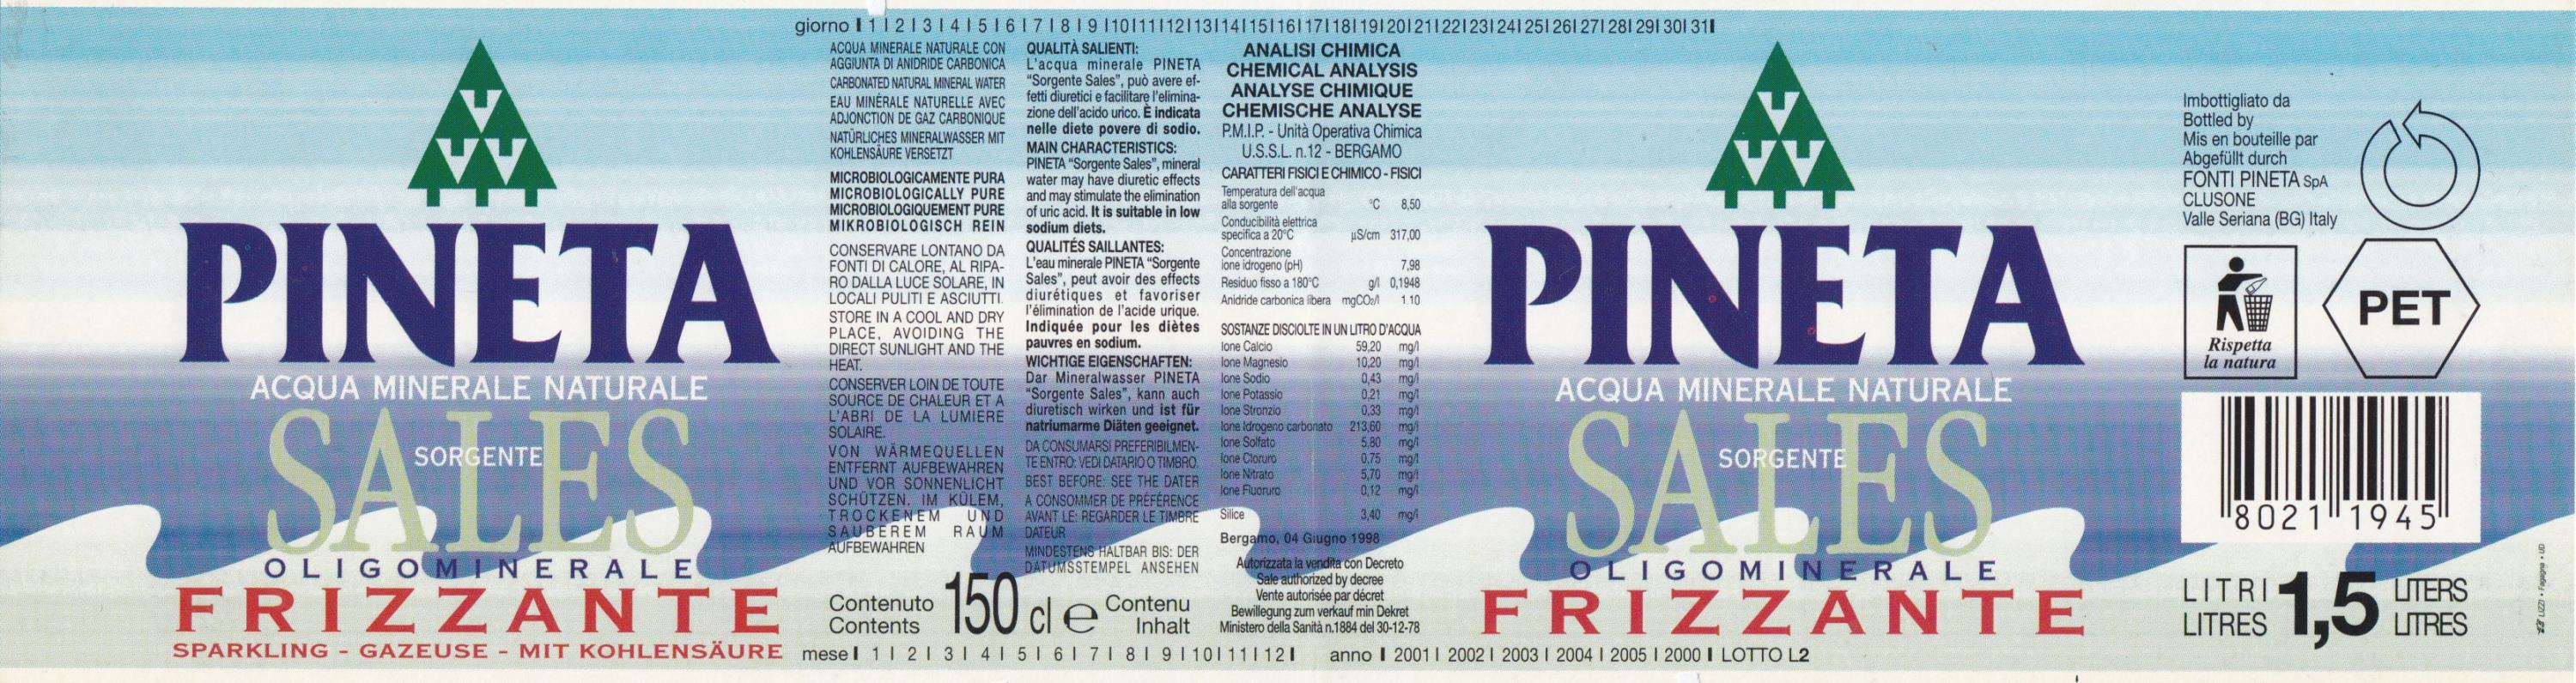 giorno 1 2 3 4 5 6 7 8 9 10 11 12 13 14 15 16 17 18 19 20 21 22 23 24 25 26 27 28 29 30 31
PINETA
ACQUA MINERALE NATURALE
SALES
SORGENTE
OLIGOMINERALE
FRIZZANTE
SPARKLING - GAZEUSE - MIT KOHLENSÄURE
ACQUA MINERALE NATURALE CON
AGGIUNTA DI ANIDRIDE CARBONICA
CARBONATED NATURAL MINERAL WATER
EAU MINÉRALE NATURELLE AVEC
ADJONCTION DE GAZ CARBONIQUE
NATÜRLICHES MINERALWASSER MIT
KOHLENSÄURE VERSETZT
MICROBIOLOGICAMENTE PURA
MICROBIOLOGICALLY PURE
MICROBIOLOGIQUEMENT PURE
MIKROBIOLOGISCH REIN
CONSERVARE LONTANO DA
FONTI DI CALORE, AL RIPA-
RO DALLA LUCE SOLARE, IN
LOCALI PULITI E ASCIUTTI.
STORE IN A COOL AND DRY
PLACE, AVOIDING THE
DIRECT SUNLIGHT AND THE
HEAT.
CONSERVER LOIN DE TOUTE
SOURCE DE CHALEUR ET A
L'ABRI DE LA LUMIERE
SOLAIRE.
VON WÄRMEQUELLEN
ENTFERNT AUFBEWAHREN
UND VOR SONNENLICHT
SCHÜTZEN. IM KÜLEM,
TROCKENEM UND
SAUBEREM RAUM
AUFBEWAHREN
QUALITÀ SALIENTI:
L'acqua minerale PINETA
"Sorgente Sales", può avere ef-
fetti diuretici e facilitare l'elimina-
zione dell'acido urico. È indicata
nelle diete povere di sodio.
MAIN CHARACTERISTICS:
PINETA "Sorgente Sales", mineral
water may have diuretic effects
and may stimulate the elimination
of uric acid. It is suitable in low
sodium diets.
QUALITÉS SAILLANTES:
L'eau minerale PINETA "Sorgente
Sales", peut avoir des effects
diurétiques et favoriser
l'élimination de l'acide urique.
Indiquée pour les diètes
pauvres en sodium.
WICHTIGE EIGENSCHAFTEN:
Dar Mineralwasser PINETA
"Sorgente Sales", kann auch
diuretisch wirken und ist für
natriumarme Diäten geeignet.
DA CONSUMARSI PREFERIBILMEN-
TE ENTRO: VEDI DATARIO O TIMBRO.
BEST BEFORE: SEE THE DATER
A CONSOMMER DE PRÉFÉRENCE
AVANT LE: REGARDER LE TIMBRE
DATEUR
MINDESTENS HALTBAR BIS: DER
DATUMSSTEMPEL ANSEHEN
Contenuto
Contents
150 cl e
Contenu
Inhalt
ANALISI CHIMICA
CHEMICAL ANALYSIS
ANALYSE CHIMIQUE
CHEMISCHE ANALYSE
P.M.I.P. - Unità Operativa Chimica
U.S.S.L. n.12 - BERGAMO
CARATTERI FISICI E CHIMICO - FISICI
Temperatura dell'acqua
alla sorgente °C 8,50
Conducibilità elettrica
specifica a 20°C µS/cm 317,00
Concentrazione
ione idrogeno (pH) 7,98
Residuo fisso a 180°C g/l 0,1948
Anidride carbonica libera mgCO2/l 1.10
SOSTANZE DISCIOLTE IN UN LITRO D'ACQUA
Ione Calcio 59,20 mg/l
Ione Magnesio 10,20 mg/l
Ione Sodio 0,43 mg/l
Ione Potassio 0,21 mg/l
Ione Stronzio 0,33 mg/l
Ione Idrogeno carbonato 213,60 mg/l
Ione Solfato 5,80 mg/l
Ione Cloruro 0,75 mg/l
Ione Nitrato 5,70 mg/l
Ione Fluoruro 0,12 mg/l
Silice 3,40 mg/l
Bergamo, 04 Giugno 1998
Autorizzata la vendita con Decreto
Sale authorized by decree
Vente autorisée par décret
Bewillegung zum verkauf min Dekret
Ministero della Sanità n.1884 del 30-12-78
PINETA
ACQUA MINERALE NATURALE
SALES
SORGENTE
OLIGOMINERALE
FRIZZANTE
Imbottigliato da
Bottled by
Mis en bouteille par
Abgefüllt durch
FONTI PINETA SpA
CLUSONE
Valle Seriana (BG) Italy
Rispetta
la natura
PET
8021 1945
LITRI
LITRES
1,5
LITERS
LITRES
LIZZI • Fagagna • UD
mese 1 2 3 4 5 6 7 8 9 10 11 12 anno 2001 2002 2003 2004 2005 2000 LOTTO L2